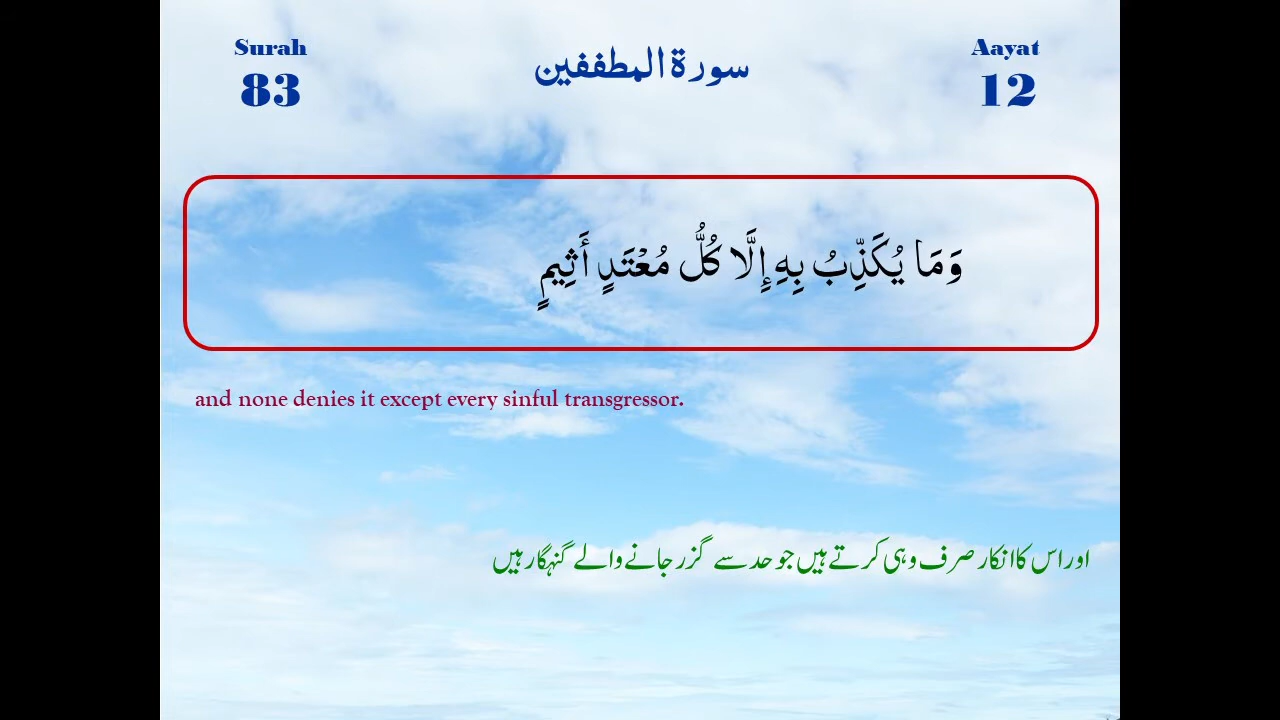 Surah
83
سورة المطففين
Aayat
12
وَمَا يُكَذِّبُ بِهِ إِلَّا كُلُّ مُعْتَدٍ أَثِيمٍ
and none denies it except every sinful transgressor.
اور اس کا انکار صرف وہی کرتے ہیں جو حد سے گزر جانے والے گنہگار ہیں